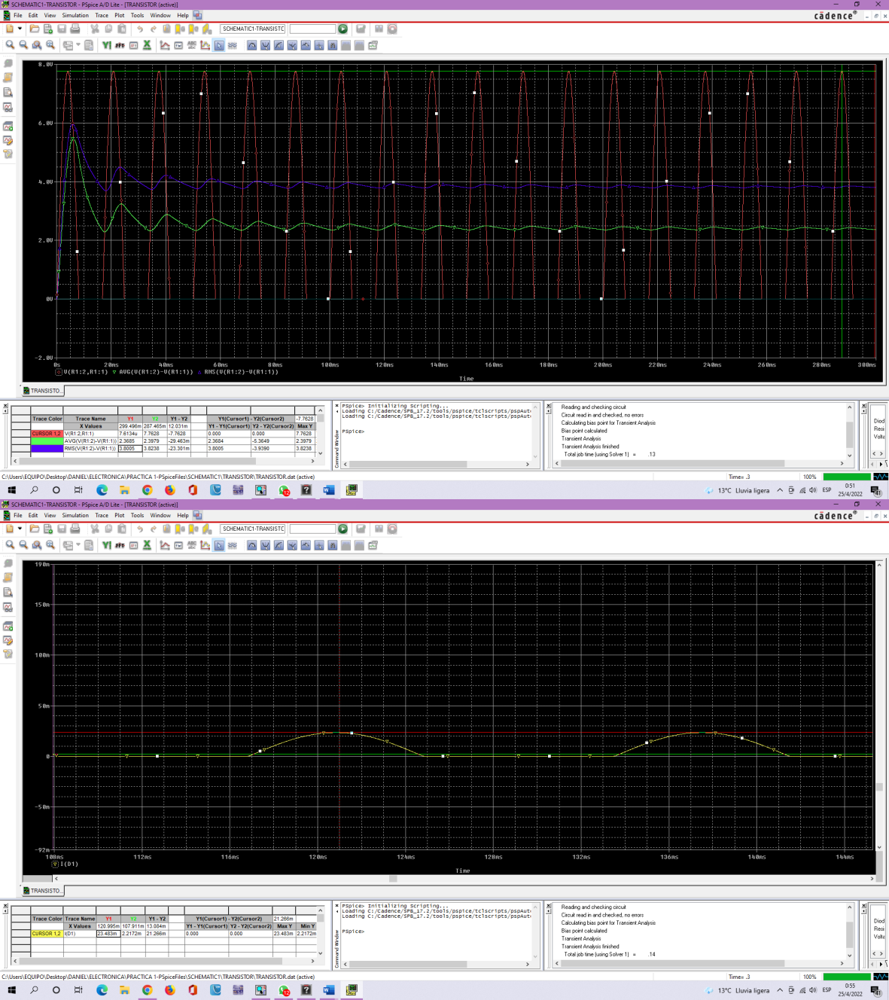 SCHEMATIC1-TRANSISTOR - PSpice A/D Lite - [TRANSISTOR (active)]
File Edit View Simulation Trace Plot Tools Window Help
cādence®
SCHEMATIC1-TRANSISTC
8.0V
6.0V
4.0V
2.0V
0V
-2.0V
0s 20ms 40ms 60ms 80ms 100ms 120ms 140ms 160ms 180ms 200ms 220ms 240ms 260ms 280ms 300ms
V(R1:2,R1:1) AVG(V(R1:2)-V(R1:1)) RMS(V(R1:2)-V(R1:1))
Time
TRANSISTO...
Trace Color Trace Name Y1 Y2 Y1 - Y2 Y1(Cursor1) - Y2(Cursor2) -7.7628
X Values 299.496m 287.465m 12.031m Y1 - Y1(Cursor1) Y2 - Y2(Cursor2) Max Y
CURSOR 1,2 V(R1:2,R1:1) 7.6134u 7.7628 -7.7628 0.000 0.000 7.7628
AVG(V(R1:2)-V(R1:1)) 2.3685 2.3979 -29.463m 2.3684 -5.3649 2.3979
RMS(V(R1:2)-V(R1:1)) 3.8005 3.8238 -23.301m 3.8005 -3.9390 3.8238
Command Window
PSpice> Initializing Scripting...
Loading C:/Cadence/SPB_17.2/tools/pspice/tclscripts/pspAut
Loading C:/Cadence/SPB_17.2/tools/pspice/tclscripts/pspAut
PSpice>
Reading and checking circuit
Circuit read in and checked, no errors
Calculating bias point for Transient Analysis
Bias point calculated
Transient Analysis
Transient Analysis finished
Total job time (using Solver 1) = .13
Diod
Resi
Volta
C:\Users\EQUIPO\Desktop\DANIEL\ELECTRONICA\PRACTICA 1-PSpiceFiles\SCHEMATIC1\TRANSISTOR\TRANSISTOR.dat (active)
Time= .3 100%
12
13°C Lluvia ligera ESP 0:51 25/4/2022 41
SCHEMATIC1-TRANSISTOR - PSpice A/D Lite - [TRANSISTOR (active)]
File Edit View Simulation Trace Plot Tools Window Help
cādence®
SCHEMATIC1-TRANSISTC
190m
150m
100m
50m
0
-50m
-92m
108ms 112ms 116ms 120ms 124ms 128ms 132ms 136ms 140ms 144ms
I(D1)
Time
TRANSISTO...
Trace Color Trace Name Y1 Y2 Y1 - Y2 Y1(Cursor1) - Y2(Cursor2) 21.266m
X Values 120.995m 107.911m 13.084m Y1 - Y1(Cursor1) Y2 - Y2(Cursor2) Max Y Min Y
CURSOR 1,2 I(D1) 23.483m 2.2172m 21.266m 0.000 0.000 23.483m 2.2172m
Command Window
PSpice> Initializing Scripting...
Loading C:/Cadence/SPB_17.2/tools/pspice/tclscripts/pspAut
Loading C:/Cadence/SPB_17.2/tools/pspice/tclscripts/pspAut
PSpice>
Reading and checking circuit
Circuit read in and checked, no errors
Calculating bias point for Transient Analysis
Bias point calculated
Transient Analysis
Transient Analysis finished
Total job time (using Solver 1) = .14
Diod
Resi
Volta
C:\Users\EQUIPO\Desktop\DANIEL\ELECTRONICA\PRACTICA 1-PSpiceFiles\SCHEMATIC1\TRANSISTOR\TRANSISTOR.dat (active)
Time= .3 100%
13°C Lluvia ligera ESP 0:55 25/4/2022 41